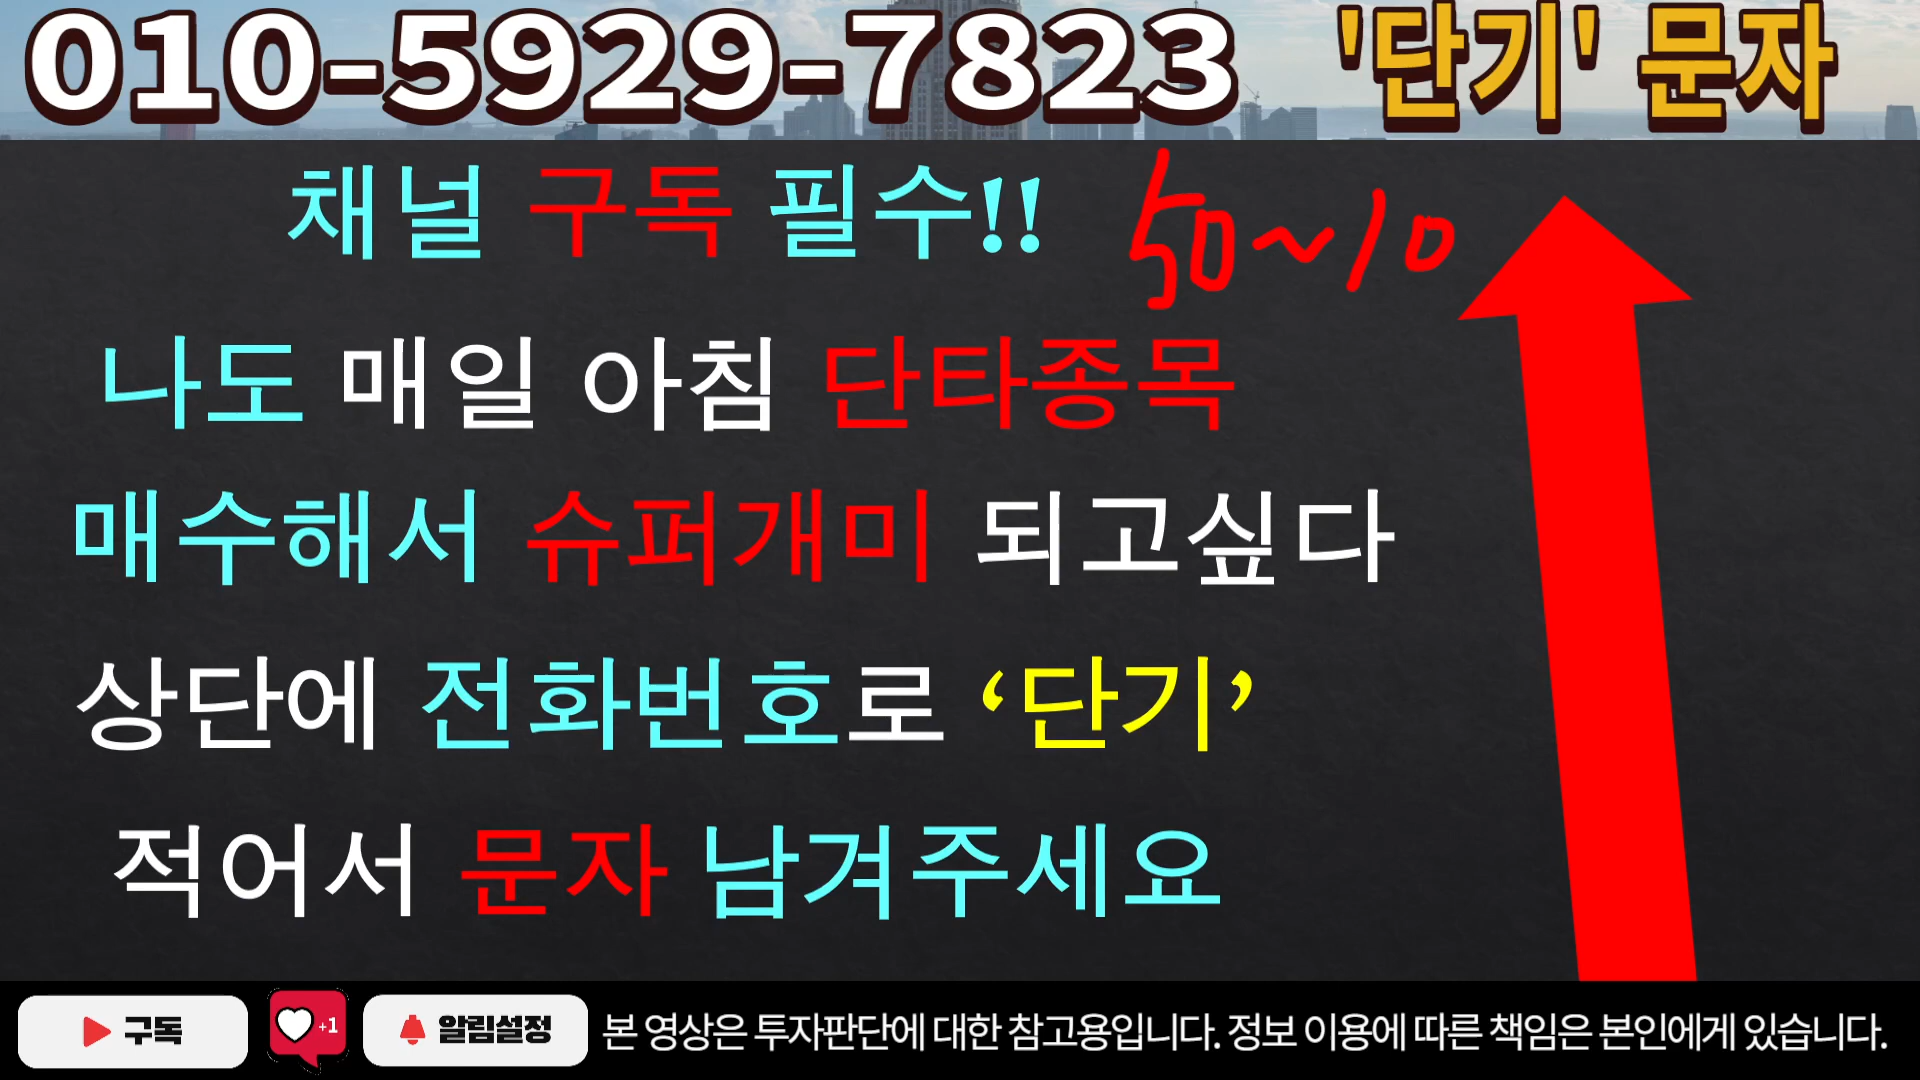 010-5929-7823 '단기' 문자
채널 구독 필수!! 50~10
나도 매일 아침 단타종목
매수해서 슈퍼개미 되고싶다
상단에 전화번호로 ‘단기’
적어서 문자 남겨주세요
구독 +1 알림설정 본 영상은 투자판단에 대한 참고용입니다. 정보 이용에 따른 책임은 본인에게 있습니다.